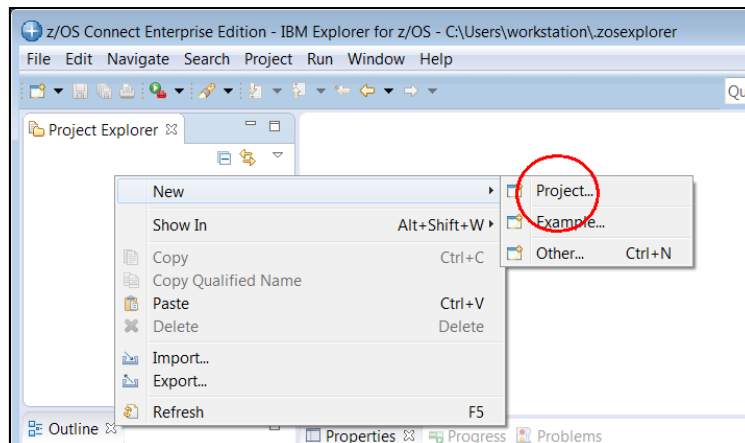 z/OS Connect Enterprise Edition - IBM Explorer for z/OS - C:\Users\workstation\.zosexplorer
File Edit Navigate Search Project Run Window Help
Qu
Project Explorer
New
Project...
Show In Alt+Shift+W
Example...
Other... Ctrl+N
Copy Ctrl+C
Copy Qualified Name
Paste Ctrl+V
Delete Delete
Import...
Export...
Refresh F5
Outline
Properties Progress Problems